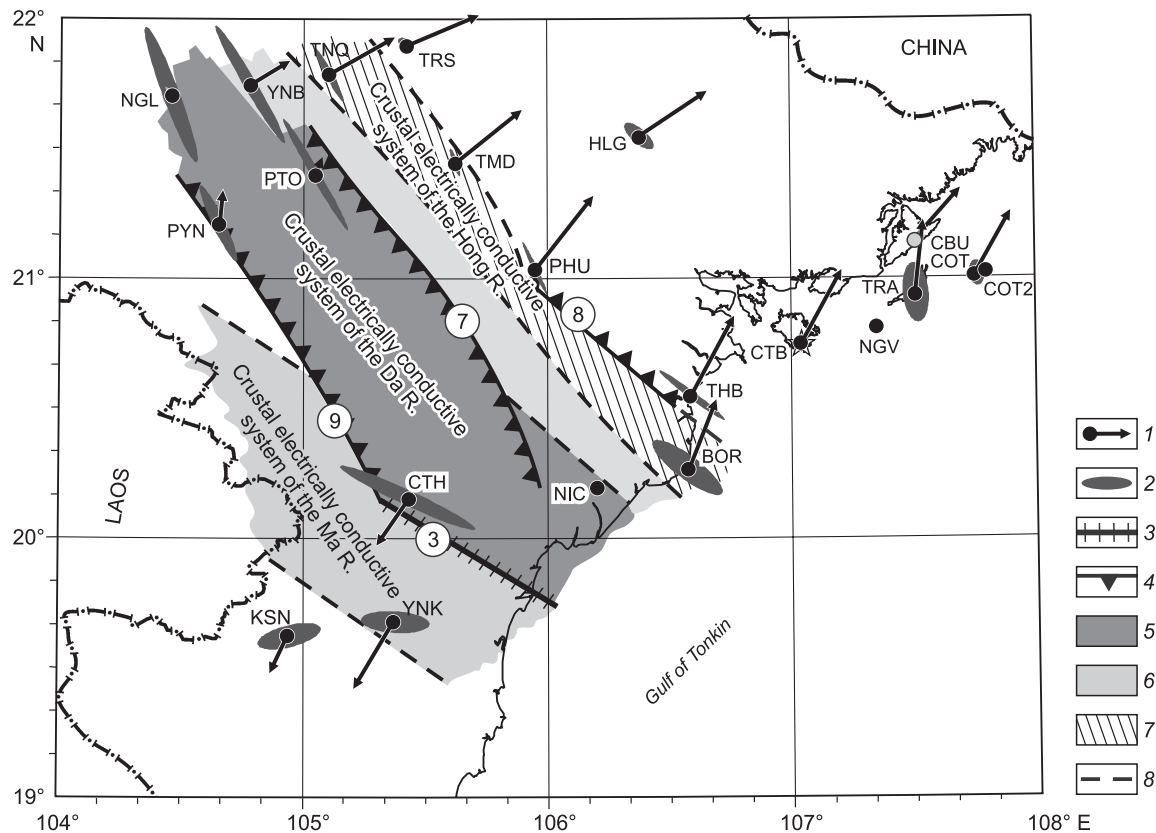 22°
N
21°
20°
19°
104°
105°
106°
107°
108° E
CHINA
LAOS
Gulf of Tonkin
TNQ
TRS
NGL
YNB
HLG
TMD
PTO
PYN
PHU
CBU
COT
TRA
COT2
NGV
CTB
THB
BOR
NIC
CTH
KSN
YNK
Crustal electrically conductive
system of the Hong R.
Crustal electrically conductive
system of the Da R.
Crustal electrically conductive
system of the Ma R.
7
8
9
3
1
2
3
4
5
6
7
8